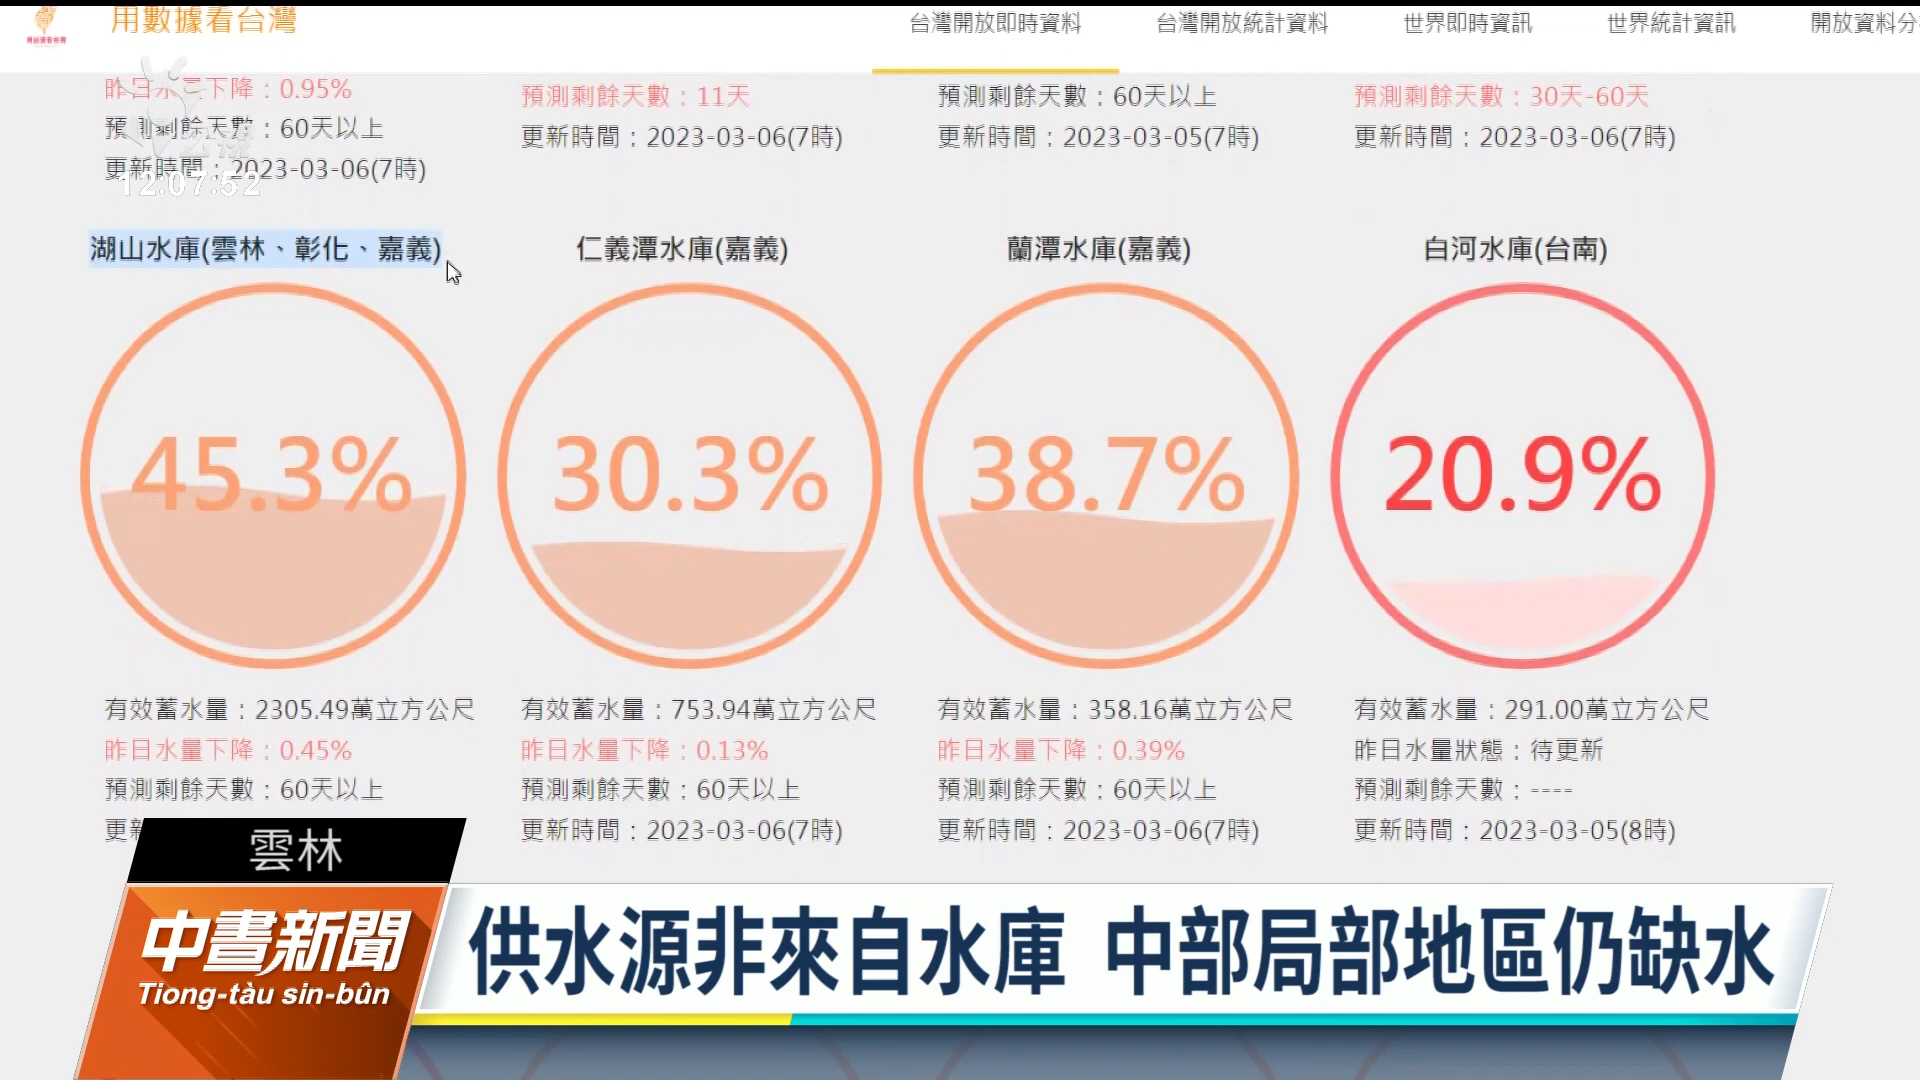 用數據看台灣
台灣開放即時資料 台灣開放統計資料 世界即時資訊 世界統計資訊 開放資料分
昨日水量下降：0.95%
預測剩餘天數：60天以上
更新時間：2023-03-06(7時)
預測剩餘天數：11天
更新時間：2023-03-06(7時)
預測剩餘天數：60天以上
更新時間：2023-03-05(7時)
預測剩餘天數：30天-60天
更新時間：2023-03-06(7時)
公視
12:07:52
湖山水庫(雲林、彰化、嘉義)
45.3%
有效蓄水量：2305.49萬立方公尺
昨日水量下降：0.45%
預測剩餘天數：60天以上
更新
仁義潭水庫(嘉義)
30.3%
有效蓄水量：753.94萬立方公尺
昨日水量下降：0.13%
預測剩餘天數：60天以上
更新時間：2023-03-06(7時)
蘭潭水庫(嘉義)
38.7%
有效蓄水量：358.16萬立方公尺
昨日水量下降：0.39%
預測剩餘天數：60天以上
更新時間：2023-03-06(7時)
白河水庫(台南)
20.9%
有效蓄水量：291.00萬立方公尺
昨日水量狀態：待更新
預測剩餘天數：----
更新時間：2023-03-05(8時)
雲林
中晝新聞
Tiong-tàu sin-bûn
供水源非來自水庫 中部局部地區仍缺水